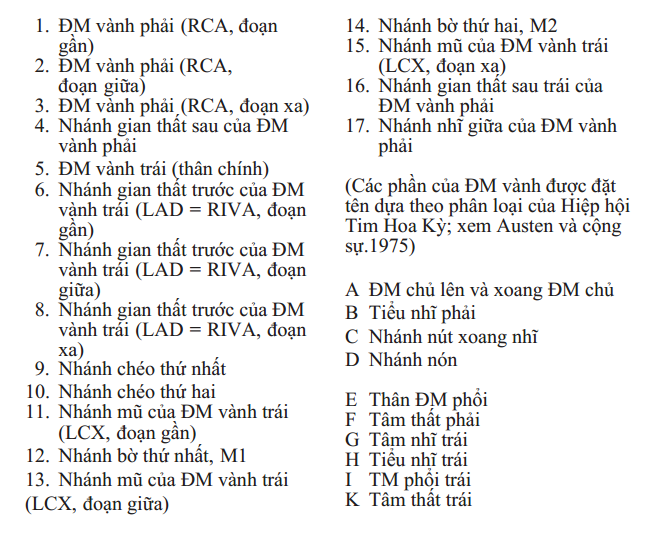 1. ĐM vành phải (RCA, đoạn
gần)
2. ĐM vành phải (RCA,
đoạn giữa)
3. ĐM vành phải (RCA, đoạn xa)
4. Nhánh gian thất sau của ĐM
vành phải
5. ĐM vành trái (thân chính)
6. Nhánh gian thất trước của ĐM
vành trái (LAD = RIVA, đoạn
gần)
7. Nhánh gian thất trước của ĐM
vành trái (LAD = RIVA, đoạn
giữa)
8. Nhánh gian thất trước của ĐM
vành trái (LAD = RIVA, đoạn
xa)
9. Nhánh chéo thứ nhất
10. Nhánh chéo thứ hai
11. Nhánh mũ của ĐM vành trái
(LCX, đoạn gần)
12. Nhánh bờ thứ nhất, M1
13. Nhánh mũ của ĐM vành trái
(LCX, đoạn giữa)
14. Nhánh bờ thứ hai, M2
15. Nhánh mũ của ĐM vành trái
(LCX, đoạn xa)
16. Nhánh gian thất sau trái của
ĐM vành phải
17. Nhánh nhĩ giữa của ĐM vành
phải
(Các phần của ĐM vành được đặt
tên dựa theo phân loại của Hiệp hội
Tim Hoa Kỳ; xem Austen và cộng
sự.1975)
A ĐM chủ lên và xoang ĐM chủ
B Tiểu nhĩ phải
C Nhánh nút xoang nhĩ
D Nhánh nón
E Thân ĐM phổi
F Tâm thất phải
G Tâm nhĩ trái
H Tiểu nhĩ trái
I TM phổi trái
K Tâm thất trái